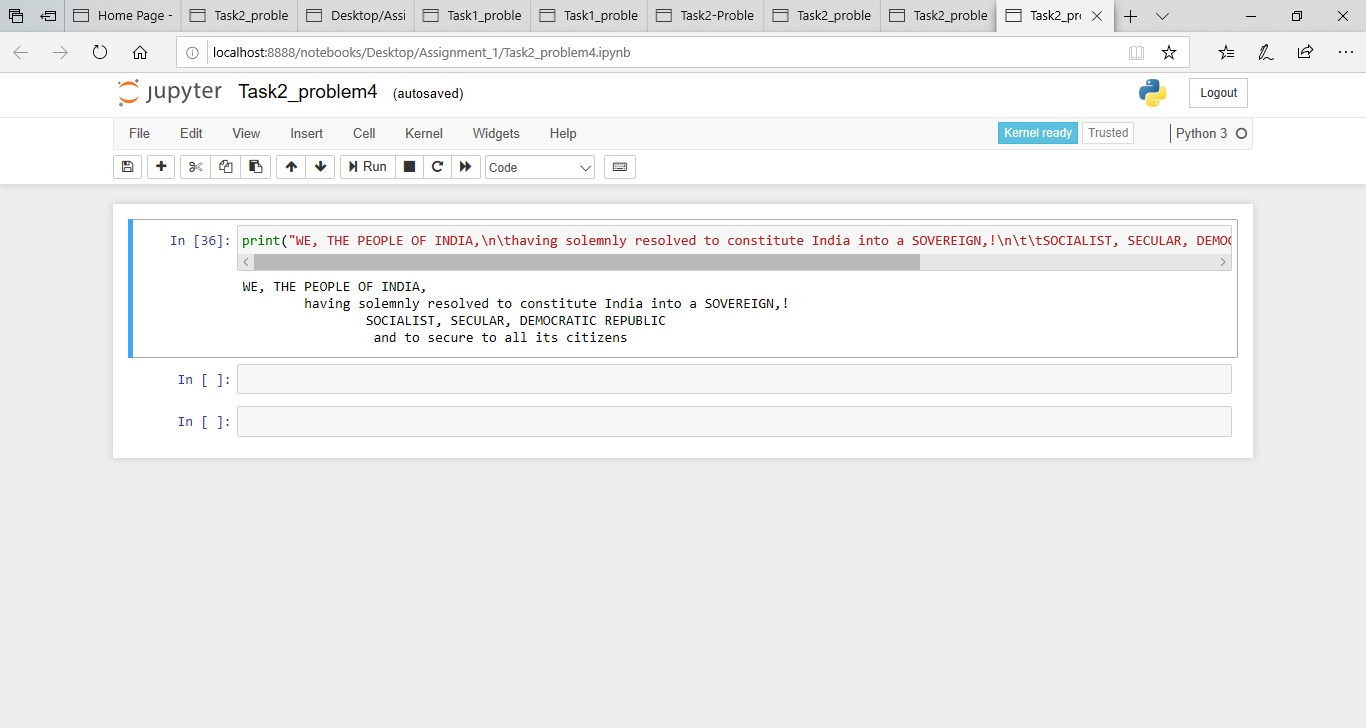 Home Page -
Task2_proble
Desktop/Assi
Task1_proble
Task1_proble
Task2-Proble
Task2_proble
Task2_proble
Task2_pr
localhost:8888/notebooks/Desktop/Assignment_1/Task2_problem4.ipynb
jupyter Task2_problem4 (autosaved)
Logout
File Edit View Insert Cell Kernel Widgets Help
Kernel ready Trusted Python 3
Run Code
In [36]: print("WE, THE PEOPLE OF INDIA,\n\thaving solemnly resolved to constitute India into a SOVEREIGN,!\n\t\tSOCIALIST, SECULAR, DEMOC
WE, THE PEOPLE OF INDIA,
having solemnly resolved to constitute India into a SOVEREIGN,!
SOCIALIST, SECULAR, DEMOCRATIC REPUBLIC
and to secure to all its citizens
In [ ]:
In [ ]: